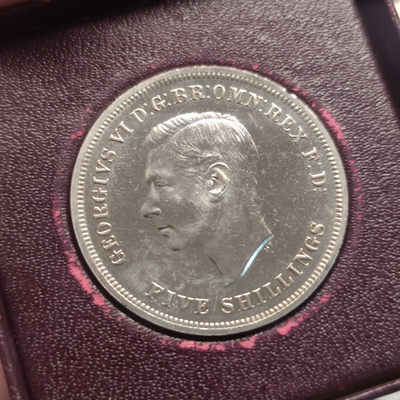 GEORGIVS VI D:G:BR:OMN:REX F:D:
FIVE SHILLINGS